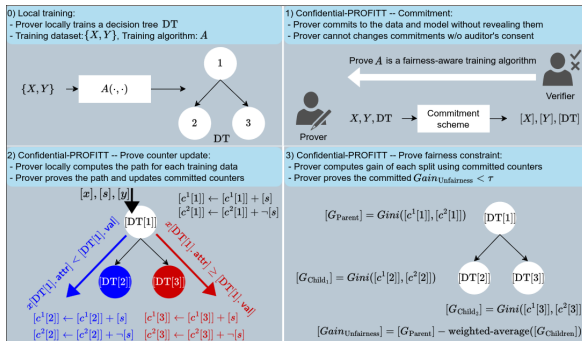 0) Local training:
- Prover locally trains a decision tree DT
- Training dataset:{X, Y}, Training algorithm: A
{X, Y}
A(·,·)
1
2
3
DT
1) Confidential-PROFITT -- Commitment:
- Prover commits to the data and model without revealing them
- Prover cannot changes commitments w/o auditor's consent
Prove A is a fairness-aware training algorithm
Verifier
Prover
X, Y, DT
Commitment
scheme
[X], [Y], [DT]
2) Confidential-PROFITT -- Prove counter update:
- Prover locally computes the path for each training data
- Prover proves the path and updates committed counters
[x], [s], [y]
[c¹[1]] ← [c¹[1]] + [s]
[c²[1]] ← [c²[1]] + ¬[s]
[DT[1]]
x[DT[1].attr] < [DT[1].val]
x[DT[1].attr] ≥ [DT[1].val]
[DT[2]]
[DT[3]]
[c¹[2]] ← [c¹[2]] + [s]
[c²[2]] ← [c²[2]] + ¬[s]
[c¹[3]] ← [c¹[3]] + [s]
[c²[3]] ← [c²[3]] + ¬[s]
3) Confidential-PROFITT -- Prove fairness constraint:
- Prover computes gain of each split using committed counters
- Prover proves the committed Gain_Unfairness < τ
[G_Parent] = Gini([c¹[1]], [c²[1]])
[DT[1]]
[G_Child₁] = Gini([c¹[2]], [c²[2]])
[DT[2]]
[DT[3]]
[G_Child₂] = Gini([c¹[3]], [c²[3]])
[Gain_Unfairness] = [G_Parent] − weighted-average([G_Children])